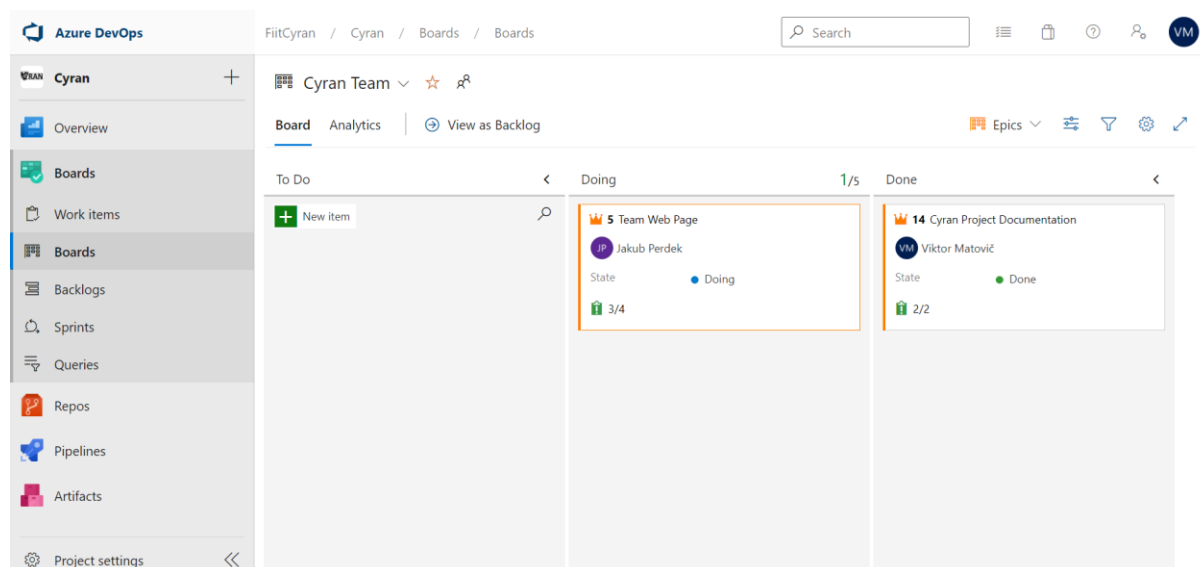 Azure DevOps
FiitCyran / Cyran / Boards / Boards
Search
VM
Cyran
Cyran Team
Overview
Board Analytics View as Backlog
Epics
Boards
To Do
Doing 1/5
Done
Work items
New item
5 Team Web Page
14 Cyran Project Documentation
Boards
JP Jakub Perdek
VM Viktor Matovič
State Doing
State Done
Backlogs
3/4
2/2
Sprints
Queries
Repos
Pipelines
Artifacts
Project settings